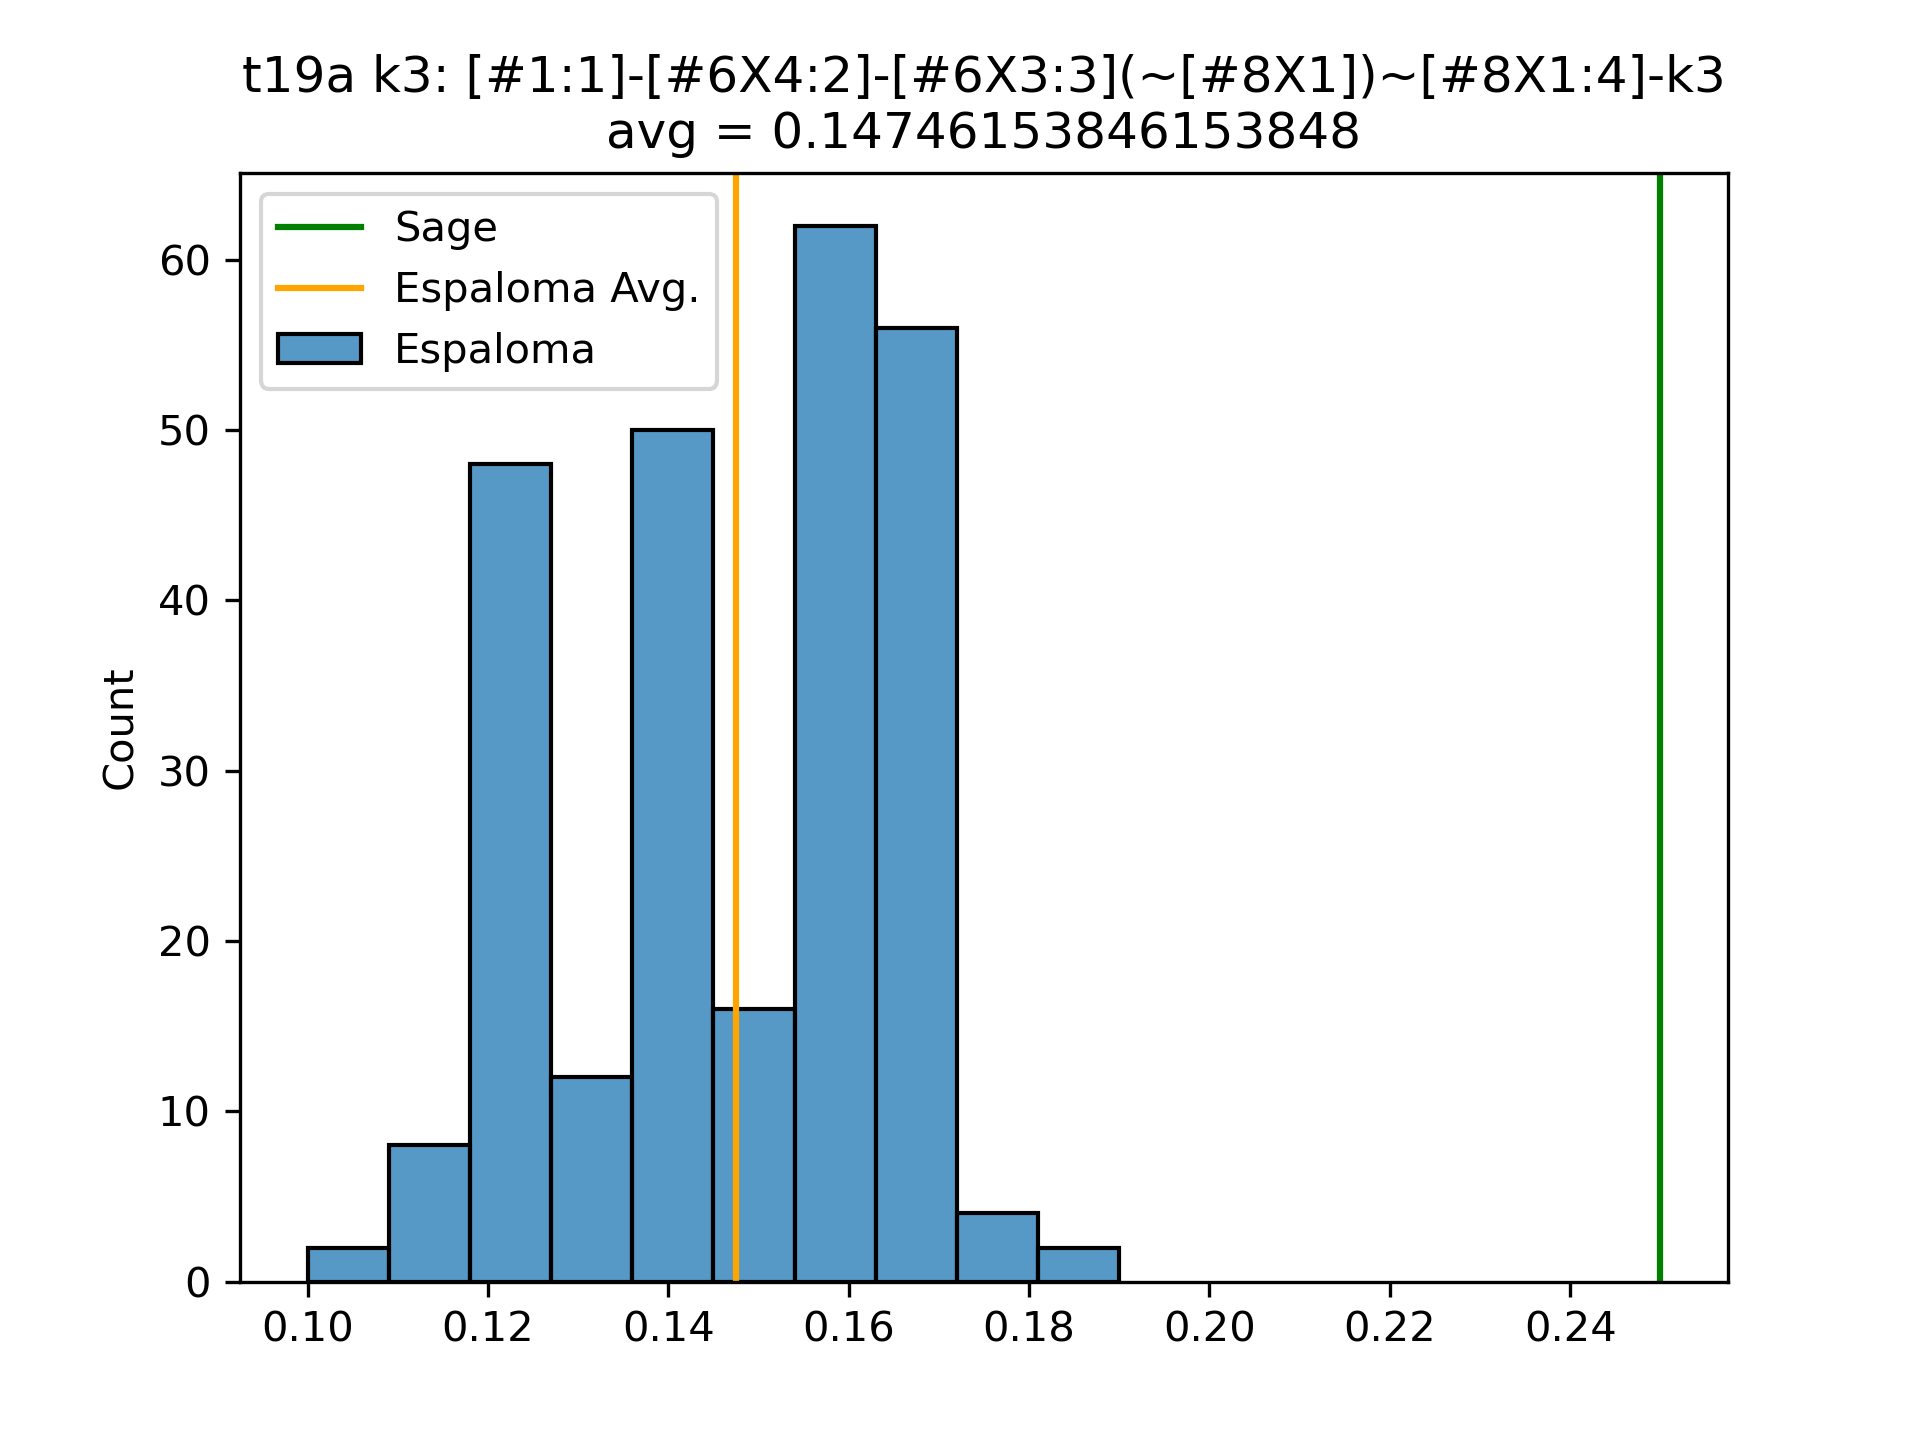 t19a k3: [#1:1]-[#6X4:2]-[#6X3:3](~[#8X1])~[#8X1:4]-k3
avg = 0.14746153846153848
Sage
Espaloma Avg.
Espaloma
60
50
40
30
20
10
0
Count
0.10 0.12 0.14 0.16 0.18 0.20 0.22 0.24